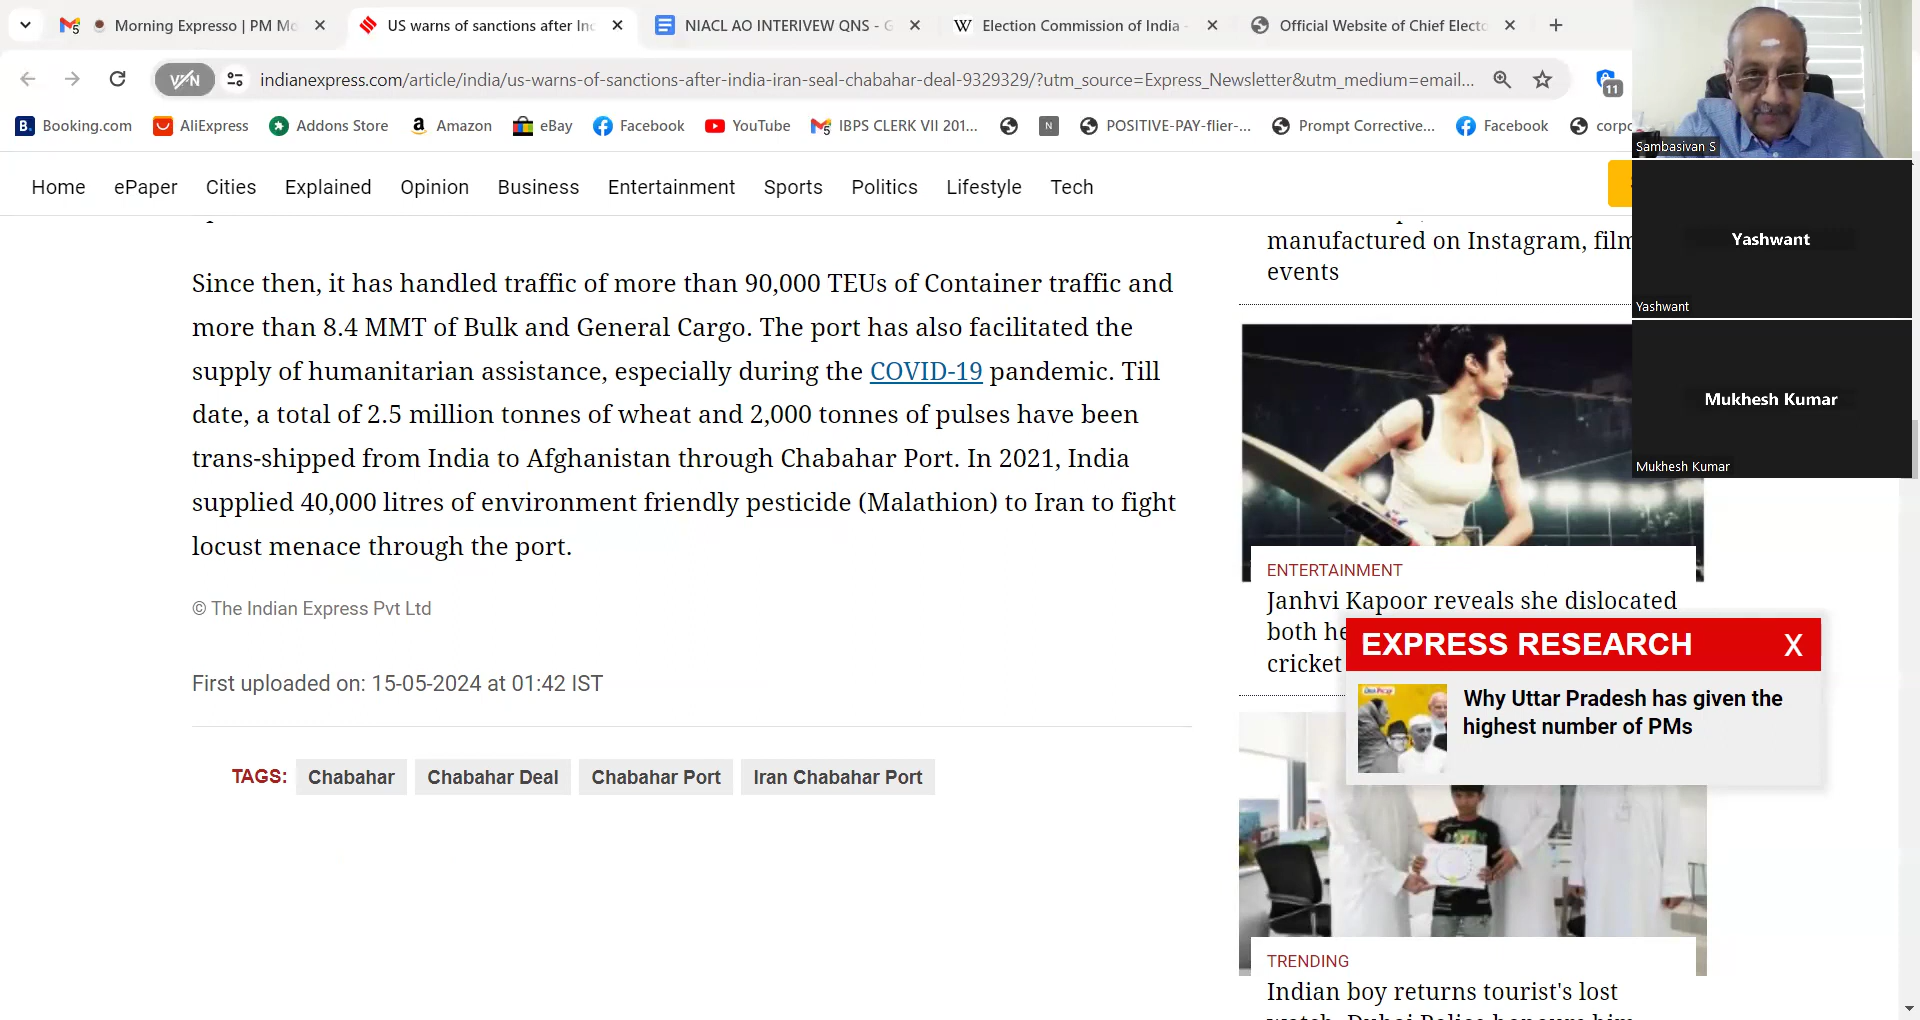 Morning Expresso | PM Mo
US warns of sanctions after Inc
NIACL AO INTERIVEW QNS - G
Election Commission of India -
Official Website of Chief Electo
indianexpress.com/article/india/us-warns-of-sanctions-after-india-iran-seal-chabahar-deal-9329329/?utm_source=Express_Newsletter&utm_medium=email...
11
Booking.com
AliExpress
Addons Store
Amazon
eBay
Facebook
YouTube
IBPS CLERK VII 201...
N
POSITIVE-PAY-flier-...
Prompt Corrective...
Facebook
corpo
Home ePaper Cities Explained Opinion Business Entertainment Sports Politics Lifestyle Tech
Since then, it has handled traffic of more than 90,000 TEUs of Container traffic and
more than 8.4 MMT of Bulk and General Cargo. The port has also facilitated the
supply of humanitarian assistance, especially during the COVID-19 pandemic. Till
date, a total of 2.5 million tonnes of wheat and 2,000 tonnes of pulses have been
trans-shipped from India to Afghanistan through Chabahar Port. In 2021, India
supplied 40,000 litres of environment friendly pesticide (Malathion) to Iran to fight
locust menace through the port.
© The Indian Express Pvt Ltd
First uploaded on: 15-05-2024 at 01:42 IST
TAGS: Chabahar Chabahar Deal Chabahar Port Iran Chabahar Port
manufactured on Instagram, film
events
ENTERTAINMENT
Janhvi Kapoor reveals she dislocated
both he
cricket
EXPRESS RESEARCH X
Why Uttar Pradesh has given the
highest number of PMs
TRENDING
Indian boy returns tourist's lost
Sambasivan S
Yashwant
Yashwant
Mukhesh Kumar
Mukhesh Kumar